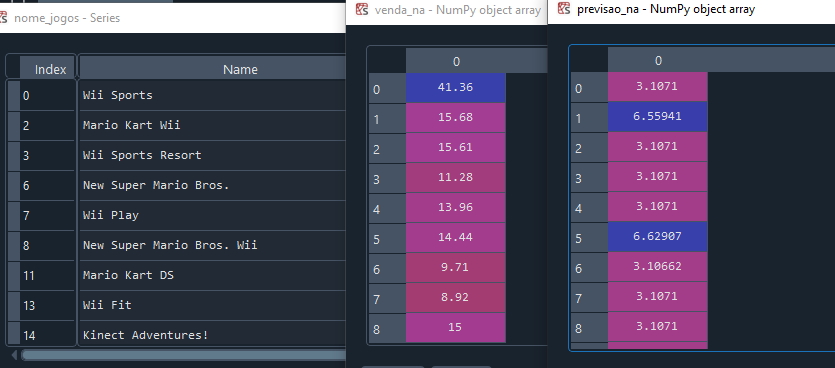 nome_jogos - Series
Index Name
0 Wii Sports
2 Mario Kart Wii
3 Wii Sports Resort
6 New Super Mario Bros.
7 Wii Play
8 New Super Mario Bros. Wii
11 Mario Kart DS
13 Wii Fit
14 Kinect Adventures!
venda_na - NumPy object array
0
0 41.36
1 15.68
2 15.61
3 11.28
4 13.96
5 14.44
6 9.71
7 8.92
8 15
previsao_na - NumPy object array
0
0 3.1071
1 6.55941
2 3.1071
3 3.1071
4 3.1071
5 6.62907
6 3.10662
7 3.1071
8 3.1071